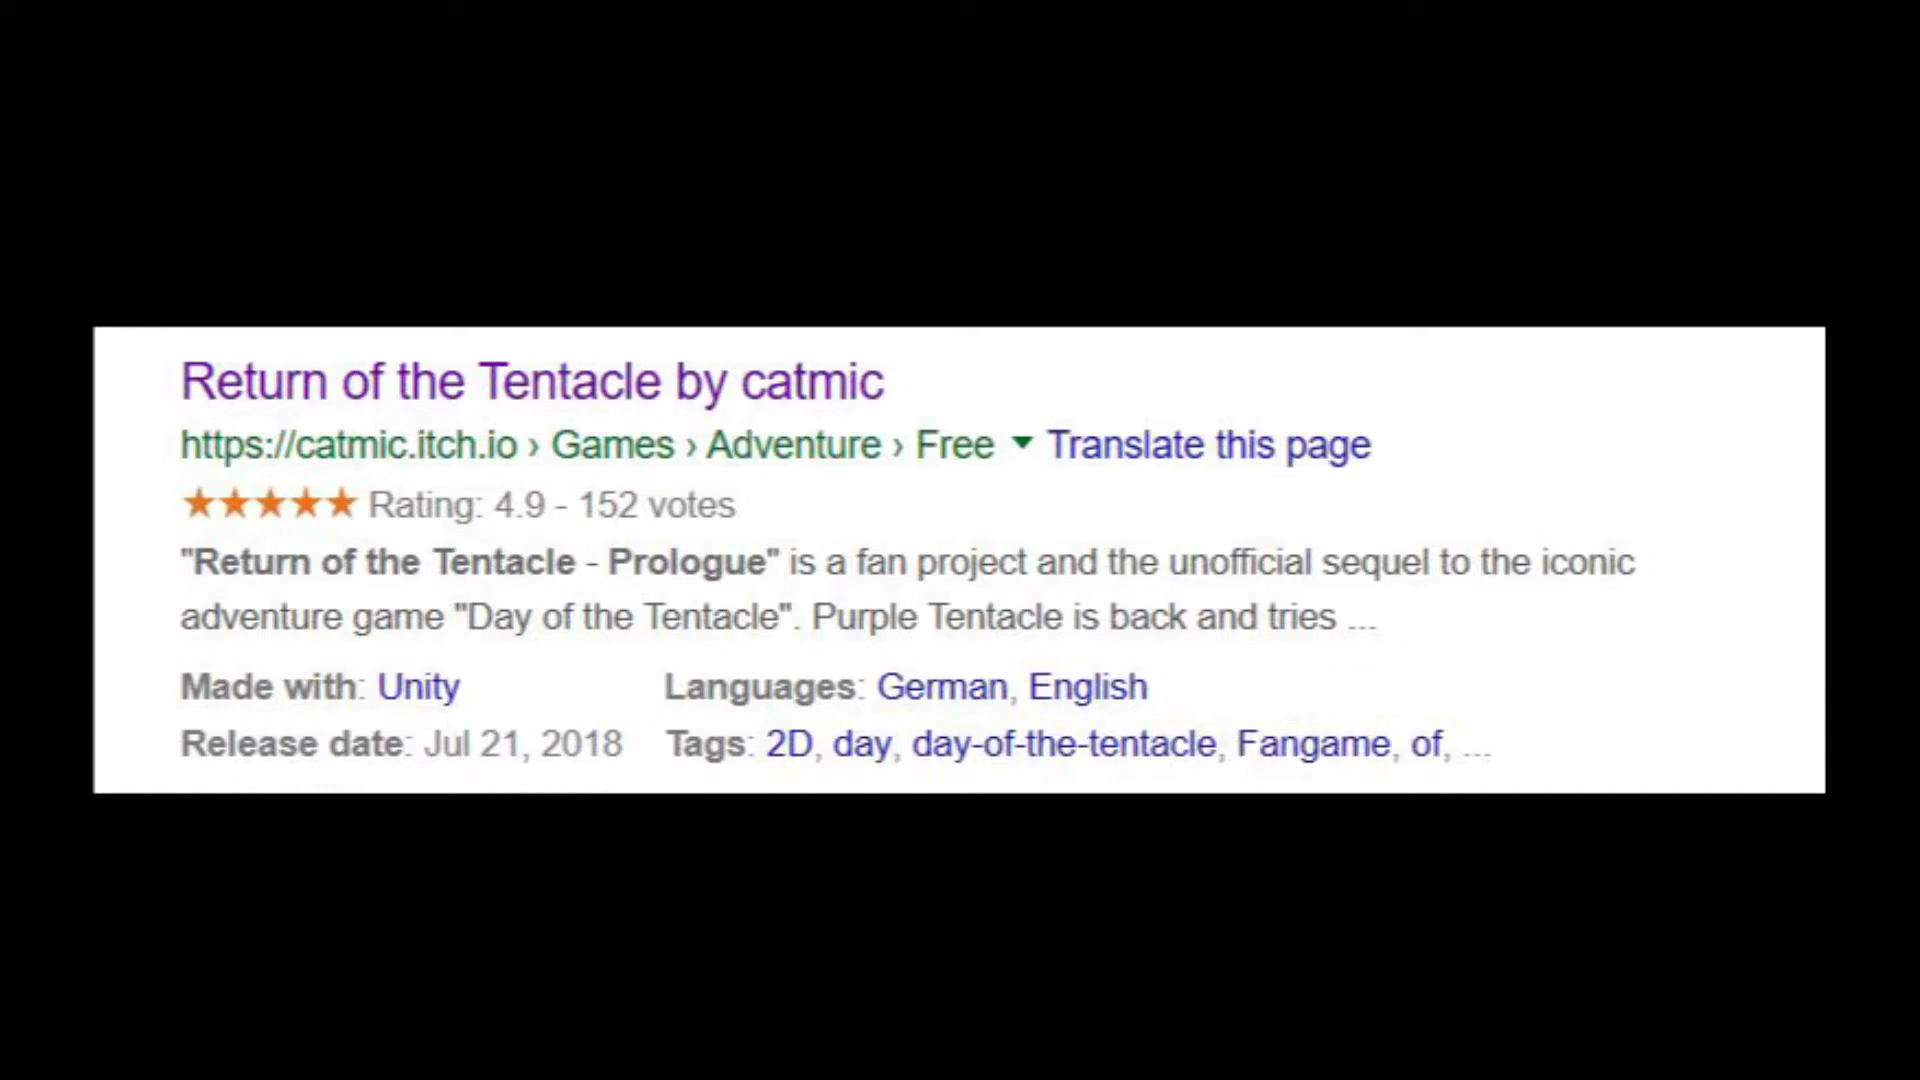 Return of the Tentacle by catmic
https://catmic.itch.io › Games › Adventure › Free ▼ Translate this page
★★★★★ Rating: 4.9 - 152 votes
"Return of the Tentacle - Prologue" is a fan project and the unofficial sequel to the iconic
adventure game "Day of the Tentacle". Purple Tentacle is back and tries ...
Made with: Unity Languages: German, English
Release date: Jul 21, 2018 Tags: 2D, day, day-of-the-tentacle, Fangame, of, ...